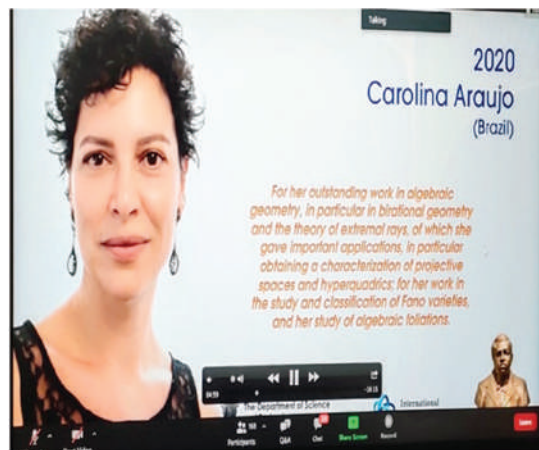 Talking
2020
Carolina Araujo
(Brazil)
For her outstanding work in algebraic
geometry, in particular in birational geometry
and the theory of extremal rays, of which she
gave important applications, in particular
obtaining a characterization of projective
spaces and hyperquadrics; for her work in
the study and classification of Fano varieties,
and her study of algebraic foliations.
04:59
The Department of Science
International
Participants
Q&A
Chat
Share Screen
Record
Leave